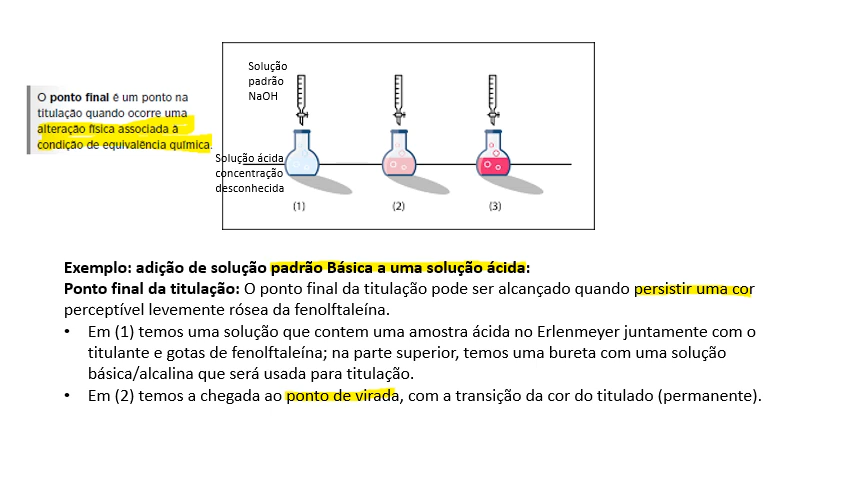 Solução
padrão
NaOH
O ponto final é um ponto na
titulação quando ocorre uma
alteração física associada à
condição de equivalência química.
Solução ácida
concentração
desconhecida
(1) (2) (3)
Exemplo: adição de solução padrão Básica a uma solução ácida:
Ponto final da titulação: O ponto final da titulação pode ser alcançado quando persistir uma cor
perceptível levemente rósea da fenolftaleína.
• Em (1) temos uma solução que contem uma amostra ácida no Erlenmeyer juntamente com o
titulante e gotas de fenolftaleína; na parte superior, temos uma bureta com uma solução
básica/alcalina que será usada para titulação.
• Em (2) temos a chegada ao ponto de virada, com a transição da cor do titulado (permanente).